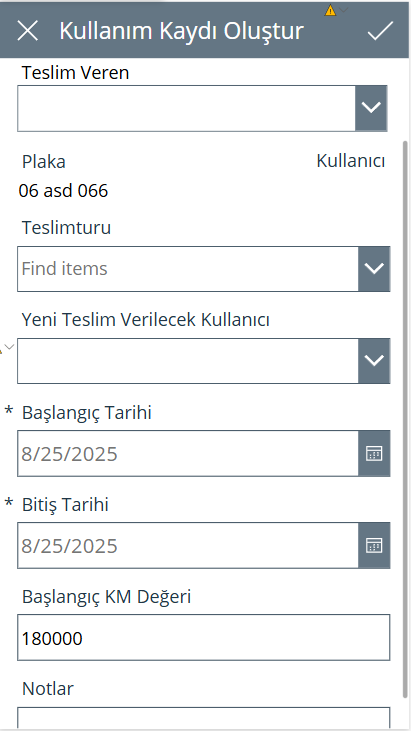 Kullanım Kaydı Oluştur
Teslim Veren
Plaka Kullanıcı
06 asd 066
Teslimturu
Find items
Yeni Teslim Verilecek Kullanıcı
* Başlangıç Tarihi
8/25/2025
* Bitiş Tarihi
8/25/2025
Başlangıç KM Değeri
180000
Notlar